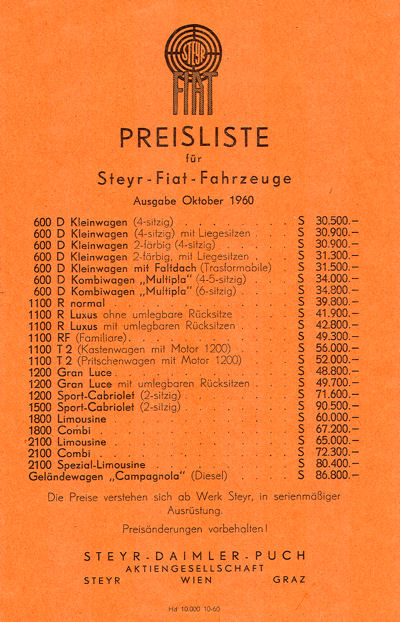 STEYR
FIAT
PREISLISTE
für
Steyr-Fiat-Fahrzeuge
Ausgabe Oktober 1960
600 D Kleinwagen (4-sitzig) . . . . . . . . . . S 30.500.—
600 D Kleinwagen (4-sitzig) mit Liegesitzen . . . . S 30.900.—
600 D Kleinwagen 2-färbig (4-sitzig) . . . . . . . S 30.900.—
600 D Kleinwagen 2-färbig, mit Liegesitzen . . . . S 31.300.—
600 D Kleinwagen mit Faltdach (Trasformabile) . . S 31.500.—
600 D Kombiwagen „Multipla" (4-5-sitzig) . . . . S 34.000.—
600 D Kombiwagen „Multipla" (6-sitzig) . . . . . S 34.800.—
1100 R normal . . . . . . . . . . . . . . . S 39.800.—
1100 R Luxus ohne umlegbare Rücksitze . . . . . S 41.900.—
1100 R Luxus mit umlegbaren Rücksitzen . . . . . S 42.800.—
1100 RF (Familiare). . . . . . . . . . . . . S 49.300.—
1100 T 2 (Kastenwagen mit Motor 1200) . . . . . S 56.000.—
1100 T 2 (Pritschenwagen mit Motor 1200) . . . . S 52.000.—
1200 Gran Luce . . . . . . . . . . . . . . S 48.800.—
1200 Gran Luce mit umlegbaren Rücksitzen . . . . S 49.700.—
1200 Sport-Cabriolet (2-sitzig) . . . . . . . . S 71.600.—
1500 Sport-Cabriolet (2-sitzig) . . . . . . . . S 90.500.—
1800 Limousine . . . . . . . . . . . . . . S 60.000.—
1800 Combi . . . . . . . . . . . . . . . . S 67.200.—
2100 Limousine . . . . . . . . . . . . . . S 65.000.—
2100 Combi . . . . . . . . . . . . . . . . S 72.300.—
2100 Spezial-Limousine . . . . . . . . . . . S 80.400.—
Geländewagen „Campagnola" (Diesel) . . . . . . S 86.800.—
Die Preise verstehen sich ab Werk Steyr, in serienmäßiger
Ausrüstung.
Preisänderungen vorbehalten!
STEYR-DAIMLER-PUCH
AKTIENGESELLSCHAFT
STEYR WIEN GRAZ
Hd 10.000 10-60